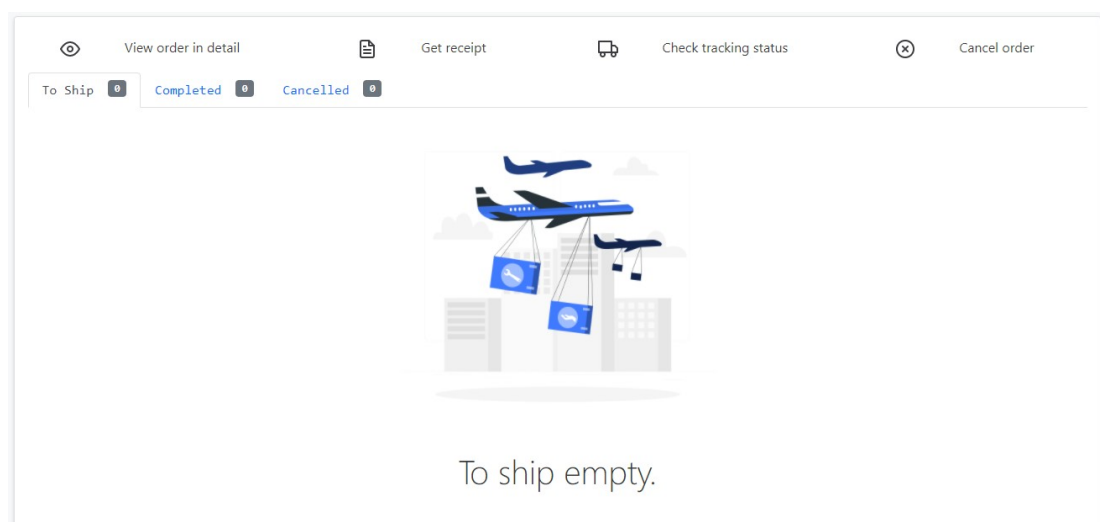 View order in detail Get receipt Check tracking status Cancel order
To Ship 0 Completed 0 Cancelled 0
To ship empty.